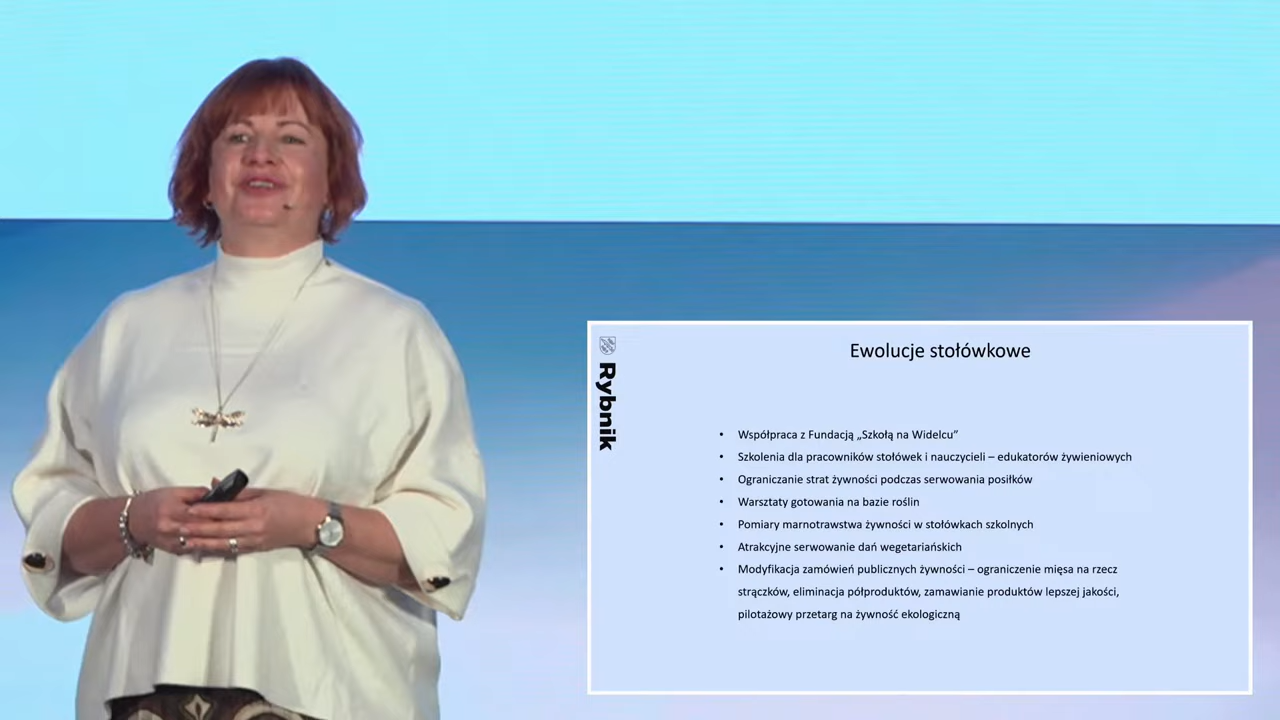 Ewolucje stołówkowe
Rybnik
• Współpraca z Fundacją „Szkołą na Widelcu”
• Szkolenia dla pracowników stołówek i nauczycieli – edukatorów żywieniowych
• Ograniczanie strat żywności podczas serwowania posiłków
• Warsztaty gotowania na bazie roślin
• Pomiary marnotrawstwa żywności w stołówkach szkolnych
• Atrakcyjne serwowanie dań wegetariańskich
• Modyfikacja zamówień publicznych żywności – ograniczenie mięsa na rzecz
strączków, eliminacja półproduktów, zamawianie produktów lepszej jakości,
pilotażowy przetarg na żywność ekologiczną